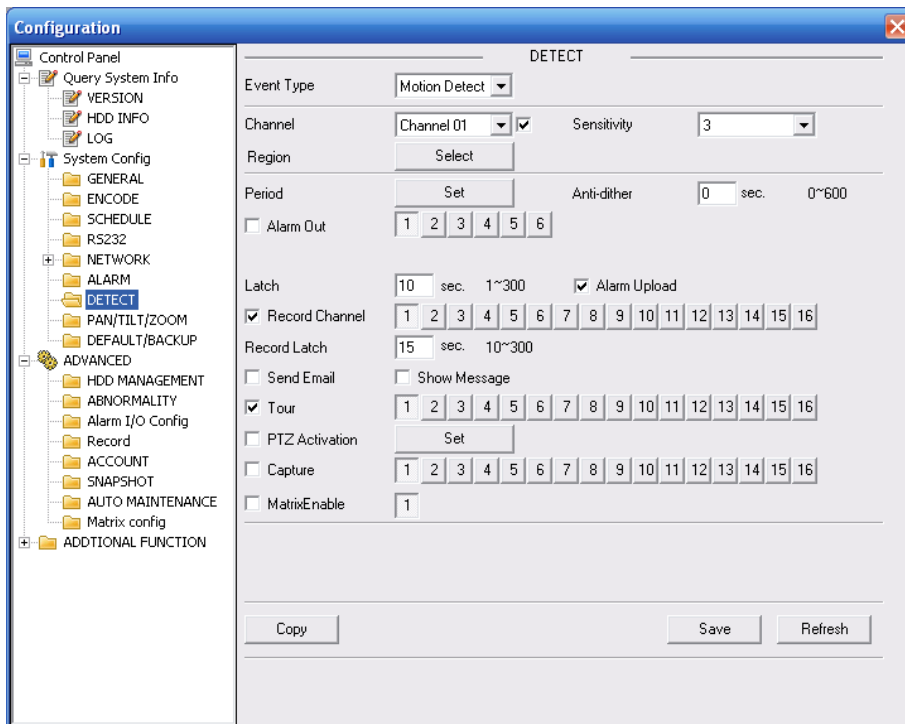 Configuration
Control Panel
Query System Info
VERSION
HDD INFO
LOG
System Config
GENERAL
ENCODE
SCHEDULE
RS232
NETWORK
ALARM
DETECT
PAN/TILT/ZOOM
DEFAULT/BACKUP
ADVANCED
HDD MANAGEMENT
ABNORMALITY
Alarm I/O Config
Record
ACCOUNT
SNAPSHOT
AUTO MAINTENANCE
Matrix config
ADDTIONAL FUNCTION
DETECT
Event Type Motion Detect
Channel Channel 01 Sensitivity 3
Region Select
Period Set Anti-dither 0 sec. 0~600
Alarm Out 1 2 3 4 5 6
Latch 10 sec. 1~300 Alarm Upload
Record Channel 1 2 3 4 5 6 7 8 9 10 11 12 13 14 15 16
Record Latch 15 sec. 10~300
Send Email Show Message
Tour 1 2 3 4 5 6 7 8 9 10 11 12 13 14 15 16
PTZ Activation Set
Capture 1 2 3 4 5 6 7 8 9 10 11 12 13 14 15 16
MatrixEnable 1
Copy Save Refresh